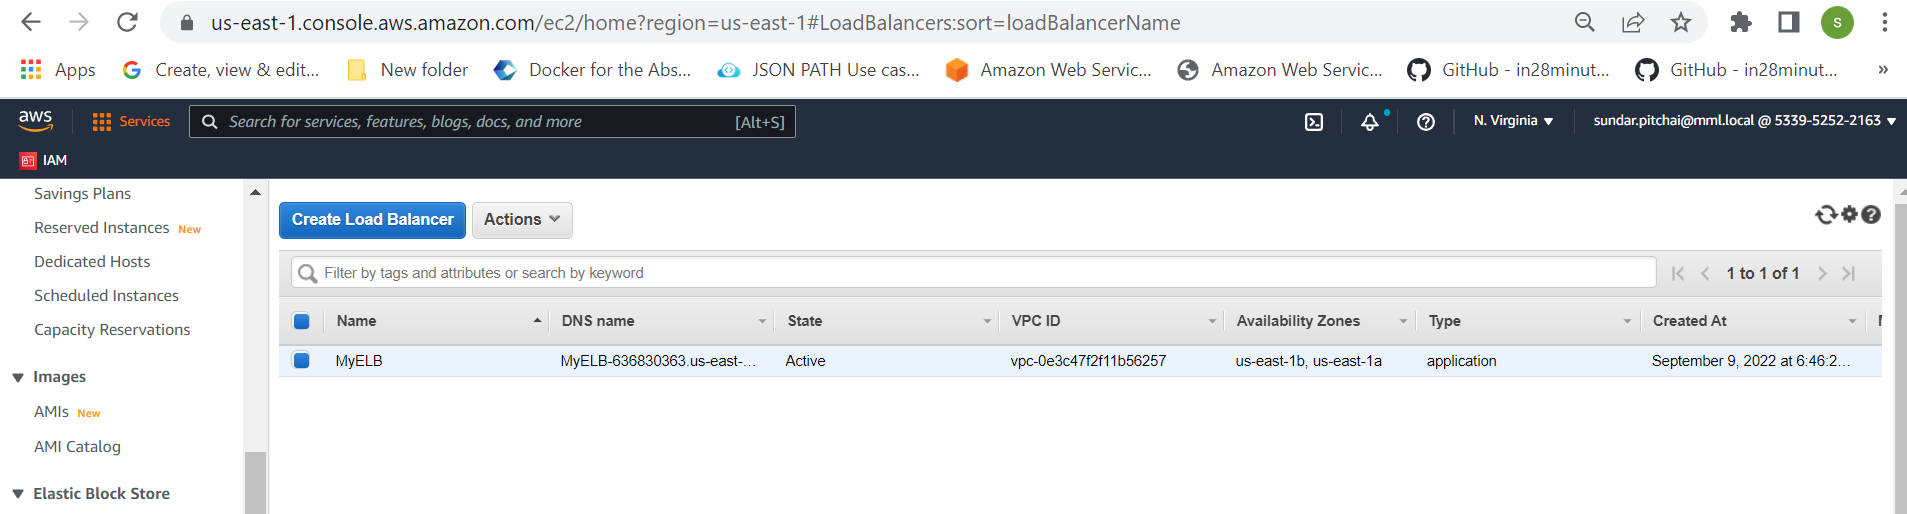 us-east-1.console.aws.amazon.com/ec2/home?region=us-east-1#LoadBalancers:sort=loadBalancerName
S
Apps Create, view & edit... New folder Docker for the Abs... JSON PATH Use cas... Amazon Web Servic... Amazon Web Servic... GitHub - in28minut... GitHub - in28minut... »
aws Services Search for services, features, blogs, docs, and more [Alt+S] N. Virginia sundar.pitchai@mml.local @ 5339-5252-2163
IAM
Savings Plans
Reserved Instances New
Dedicated Hosts
Scheduled Instances
Capacity Reservations
Images
AMIs New
AMI Catalog
Elastic Block Store
Create Load Balancer Actions
Filter by tags and attributes or search by keyword 1 to 1 of 1
Name DNS name State VPC ID Availability Zones Type Created At
MyELB MyELB-636830363.us-east-... Active vpc-0e3c47f2f11b56257 us-east-1b, us-east-1a application September 9, 2022 at 6:46:2...